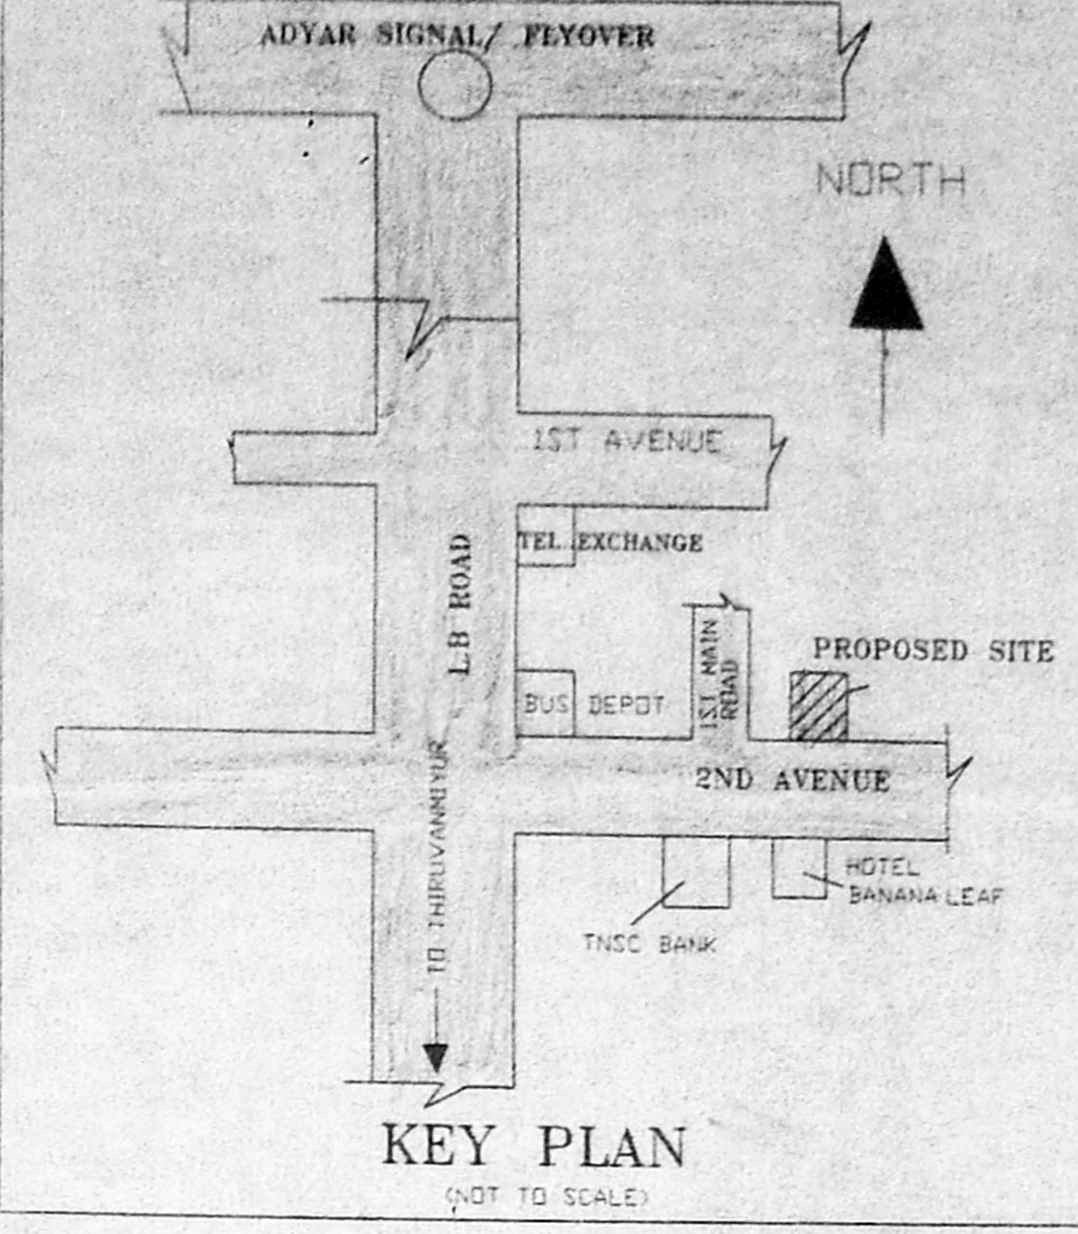 ADYAR SIGNAL/ FLYOVER
NORTH
1ST AVENUE
TEL.EXCHANGE
L.B ROAD
PROPOSED SITE
1ST MAIN
ROAD
BUS DEPOT
2ND AVENUE
TO THIRUVANMIYUR
HOTEL
BANANA LEAF
TNSC BANK
KEY PLAN
(NOT TO SCALE)